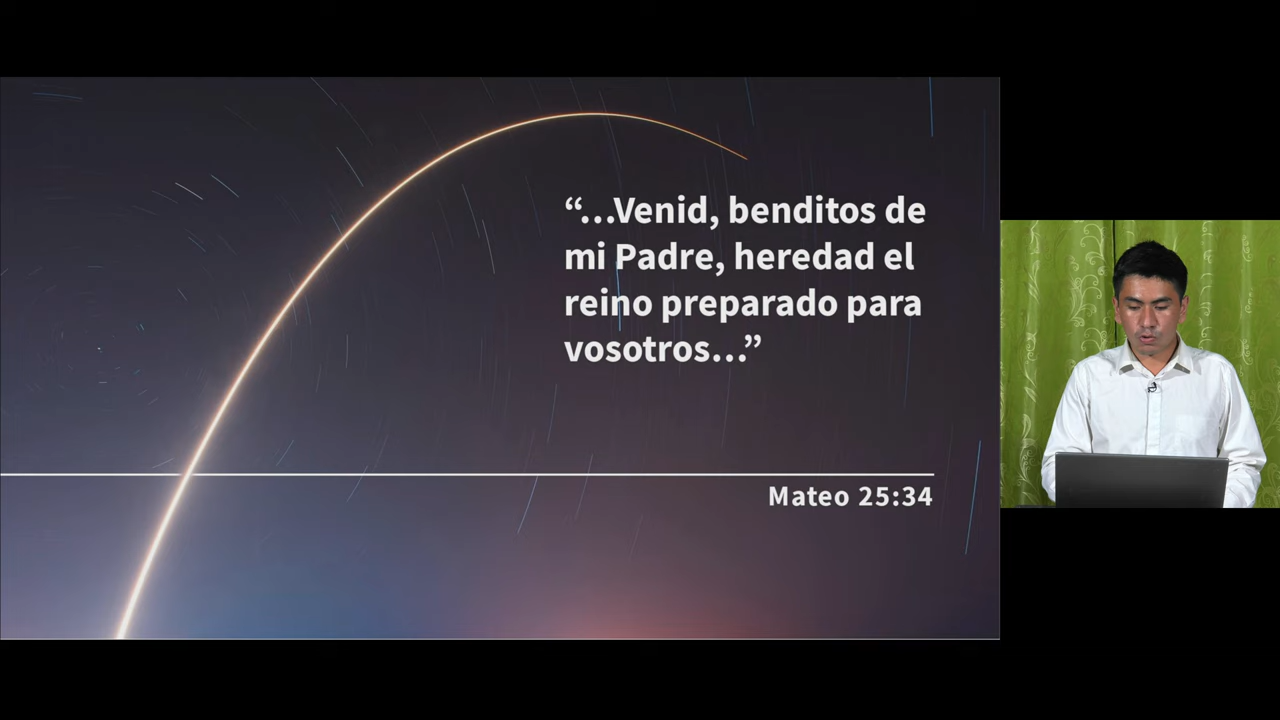 “…Venid, benditos de
mi Padre, heredad el
reino preparado para
vosotros…”
Mateo 25:34